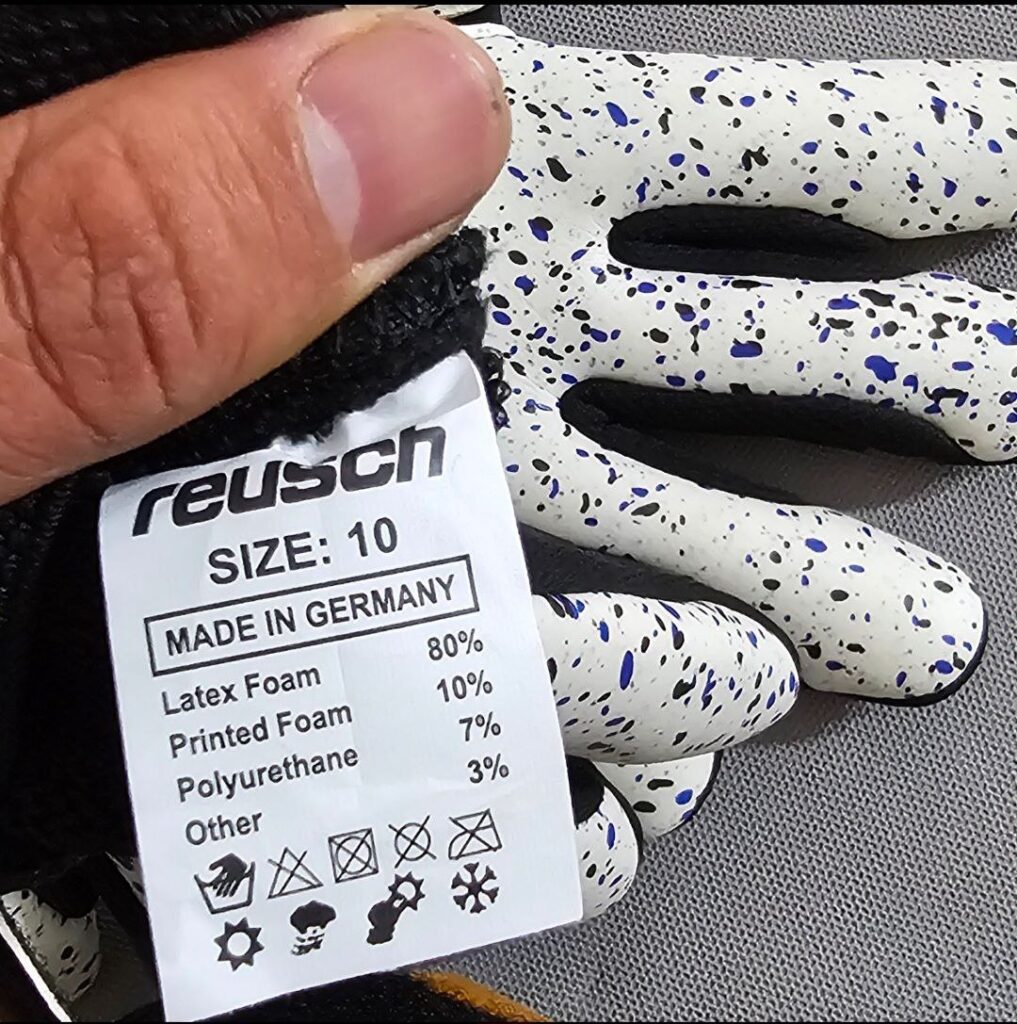 reusch
SIZE: 10
MADE IN GERMANY
Latex Foam 80%
Printed Foam 10%
Polyurethane 7%
Other 3%